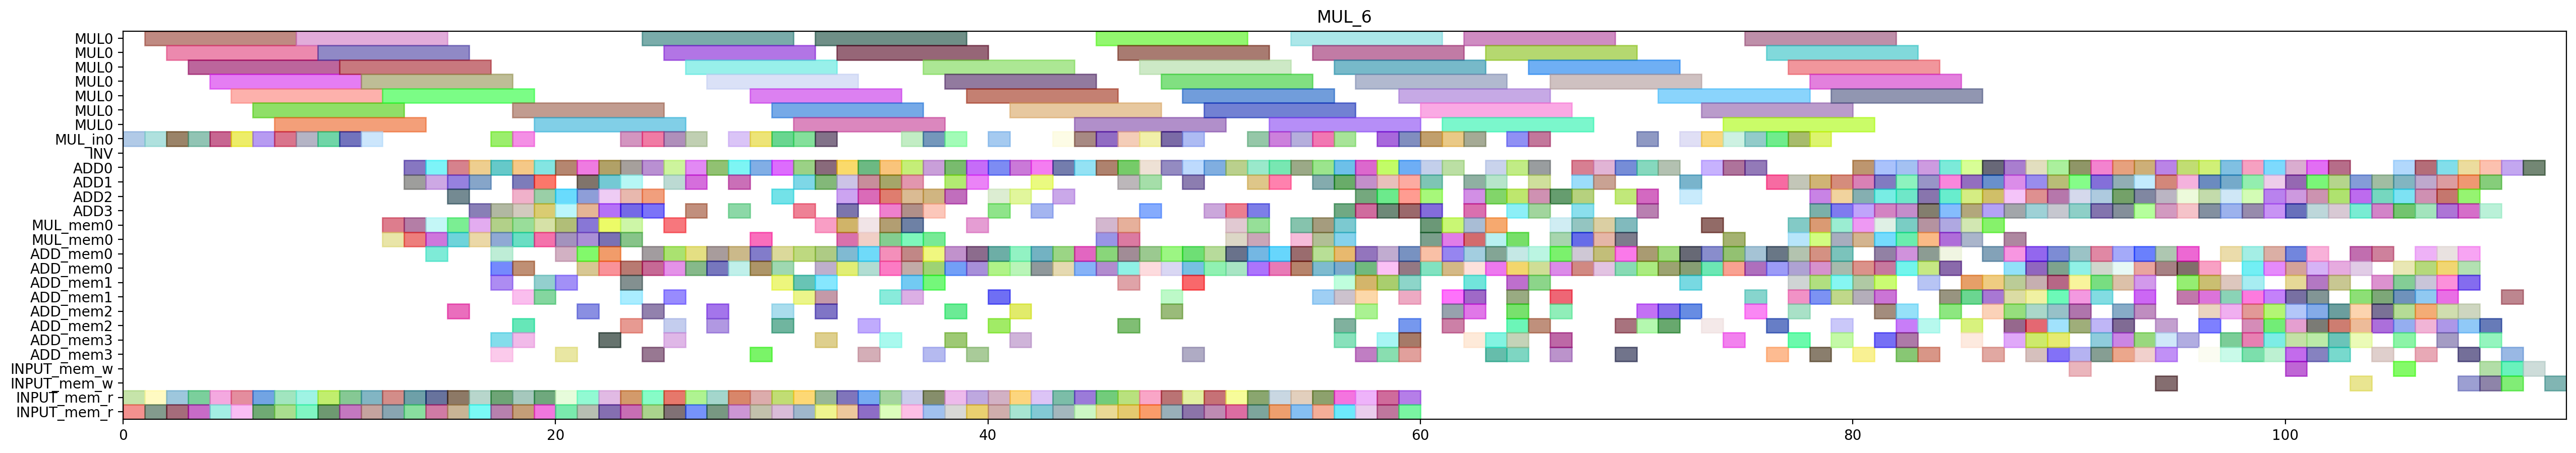 MUL_6
MUL0
MUL0
MUL0
MUL0
MUL0
MUL0
MUL0
MUL_in0
INV
ADD0
ADD1
ADD2
ADD3
MUL_mem0
MUL_mem0
ADD_mem0
ADD_mem0
ADD_mem1
ADD_mem1
ADD_mem2
ADD_mem2
ADD_mem3
ADD_mem3
INPUT_mem_w
INPUT_mem_w
INPUT_mem_r
INPUT_mem_r
0 20 40 60 80 100